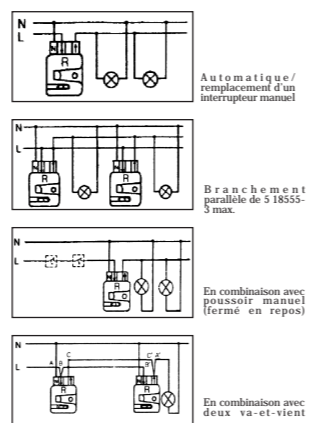 N
L
R
Automatique/
remplacement d'un
interrupteur manuel
N
L
R
R
Branchement
parallèle de 5 18555-
3 max.
N
L
R
En combinaison avec
poussoir manuel
(fermé en repos)
N
L
A
B
C
C'
A'
B'
R
R
En combinaison avec
deux va-et-vient